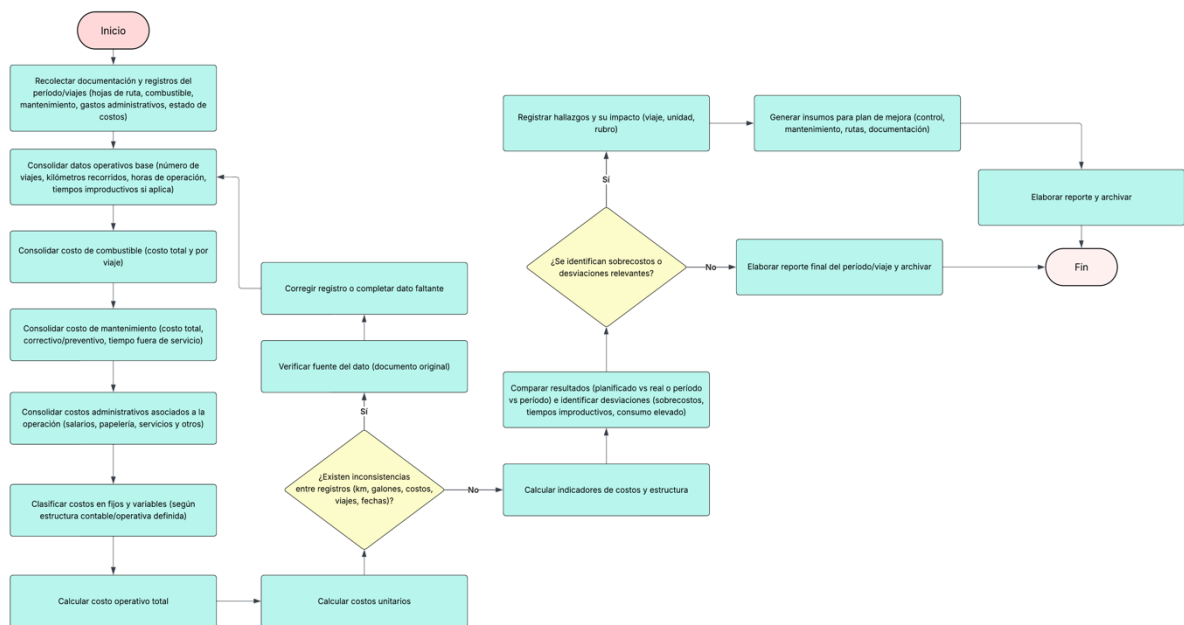 Inicio
Recolectar documentación y registros del
período/viajes (hojas de ruta, combustible,
mantenimiento, gastos administrativos, estado de
costos)
Consolidar datos operativos base (número de
viajes, kilómetros recorridos, horas de operación,
tiempos improductivos si aplica)
Consolidar costo de combustible (costo total y por
viaje)
Consolidar costo de mantenimiento (costo total,
correctivo/preventivo, tiempo fuera de servicio)
Consolidar costos administrativos asociados a la
operación (salarios, papelería, servicios y otros)
Clasificar costos en fijos y variables (según
estructura contable/operativa definida)
Calcular costo operativo total
Calcular costos unitarios
¿Existen inconsistencias
entre registros (km, galones, costos,
viajes, fechas)?
Sí
Verificar fuente del dato (documento original)
Corregir registro o completar dato faltante
No
Calcular indicadores de costos y estructura
Comparar resultados (planificado vs real o período
vs período) e identificar desviaciones (sobrecostos,
tiempos improductivos, consumo elevado)
¿Se identifican sobrecostos o
desviaciones relevantes?
Sí
Registrar hallazgos y su impacto (viaje, unidad,
rubro)
Generar insumos para plan de mejora (control,
mantenimiento, rutas, documentación)
Elaborar reporte y archivar
No
Elaborar reporte final del período/viaje y archivar
Fin